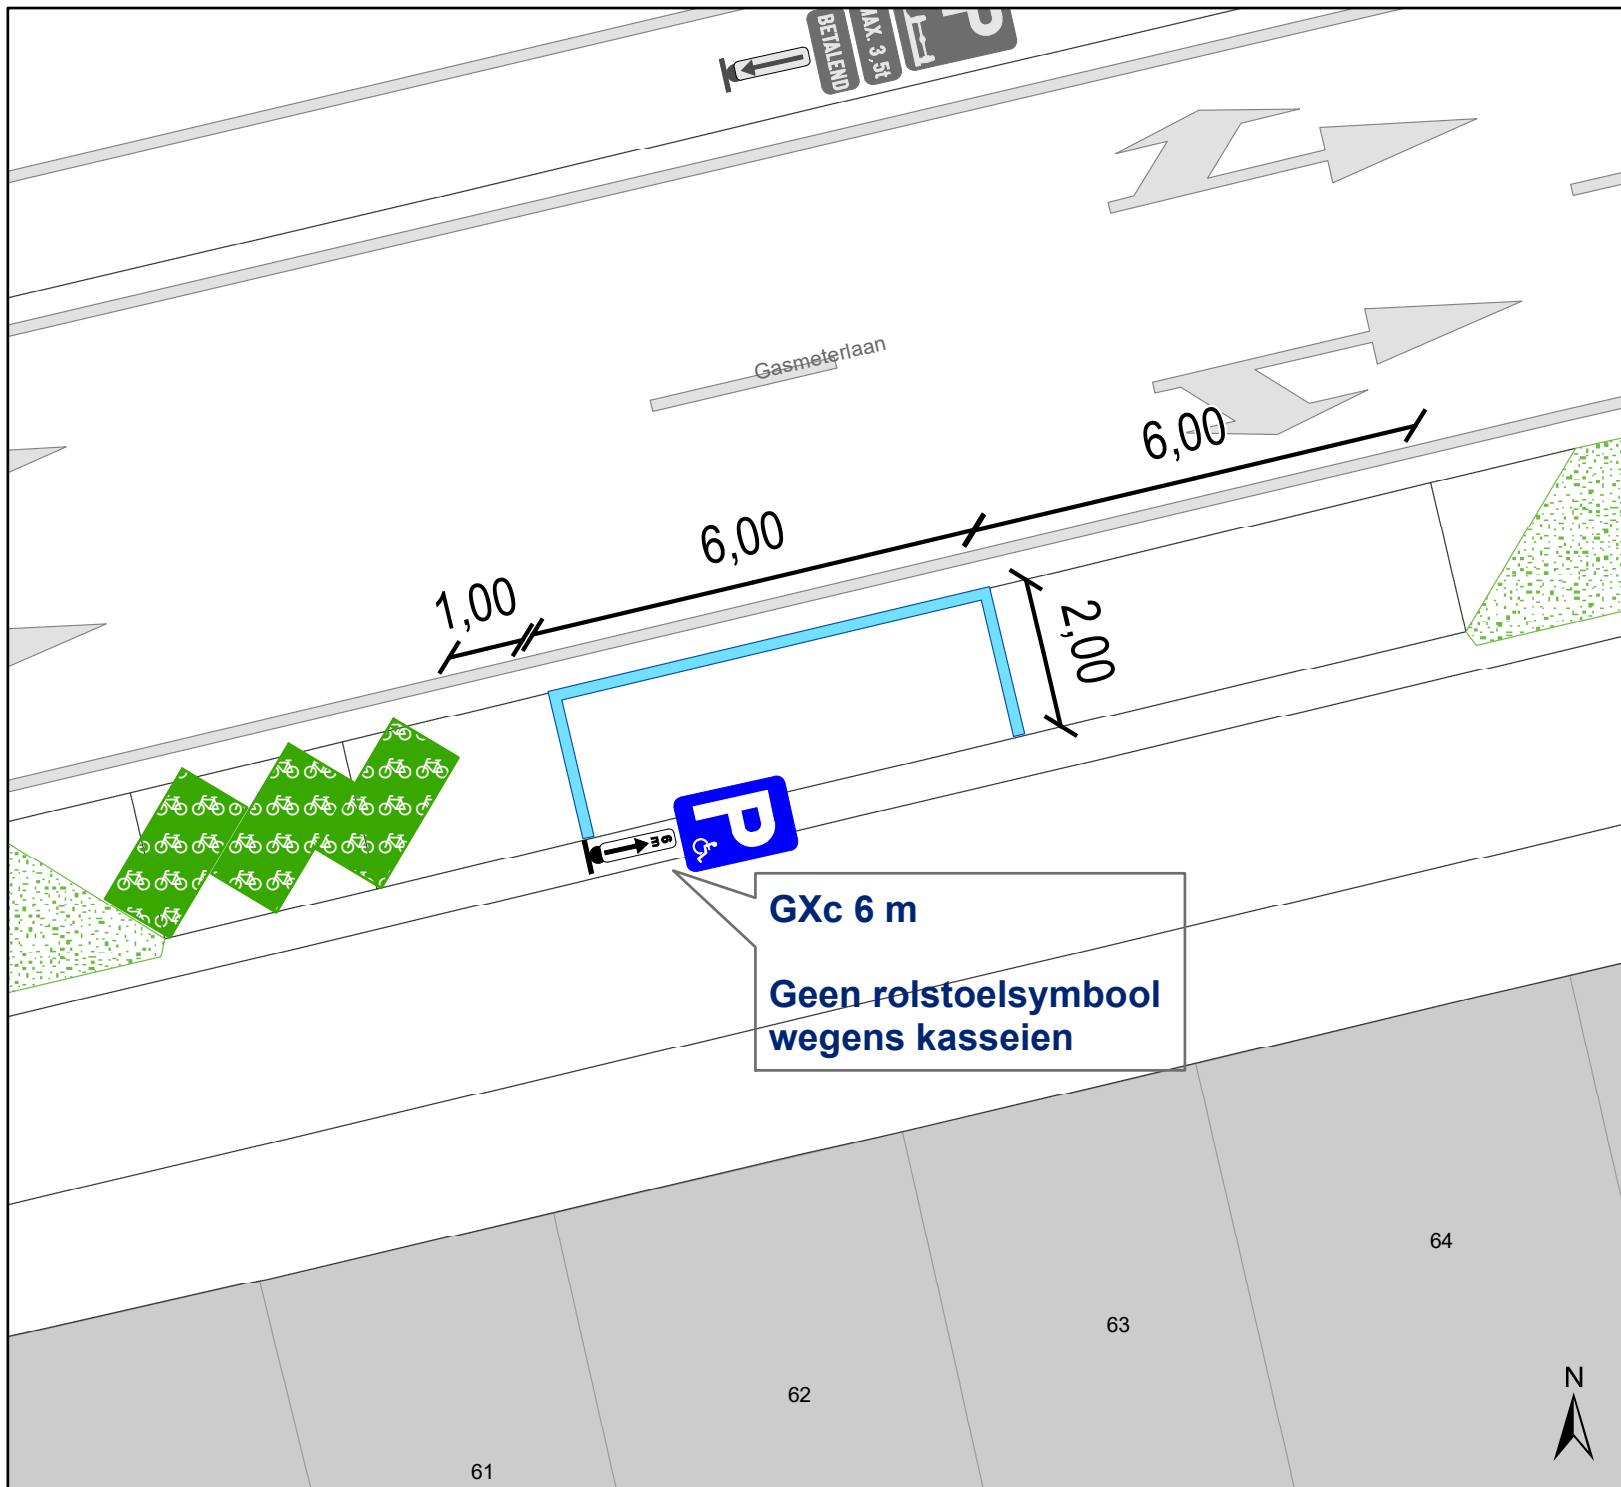 BETALEND
MAX. 3,5t
P
Gasmeterlaan
6,00
6,00
1,00
2,00
P
6 m
GXc 6 m
Geen rolstoelsymbool
wegens kasseien
64
63
62
61
N